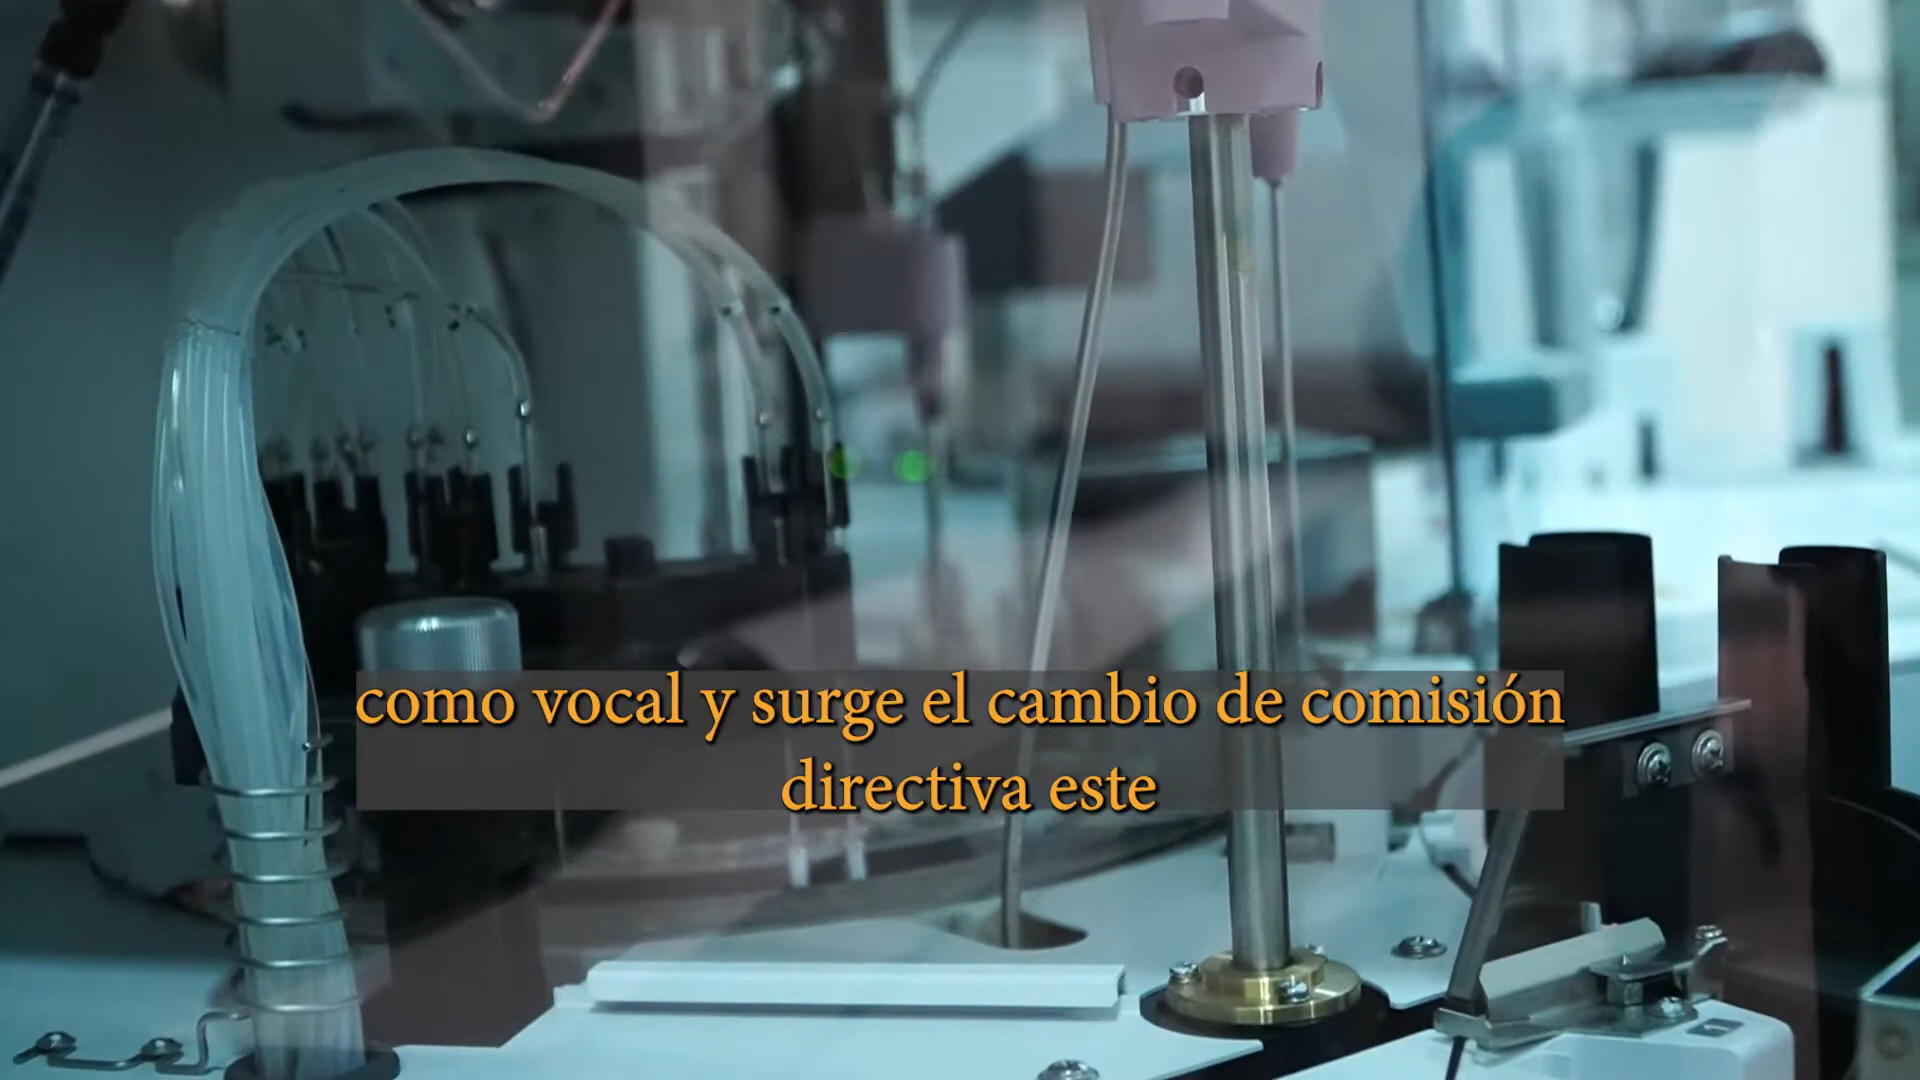 como vocal y surge el cambio de comisión
directiva este